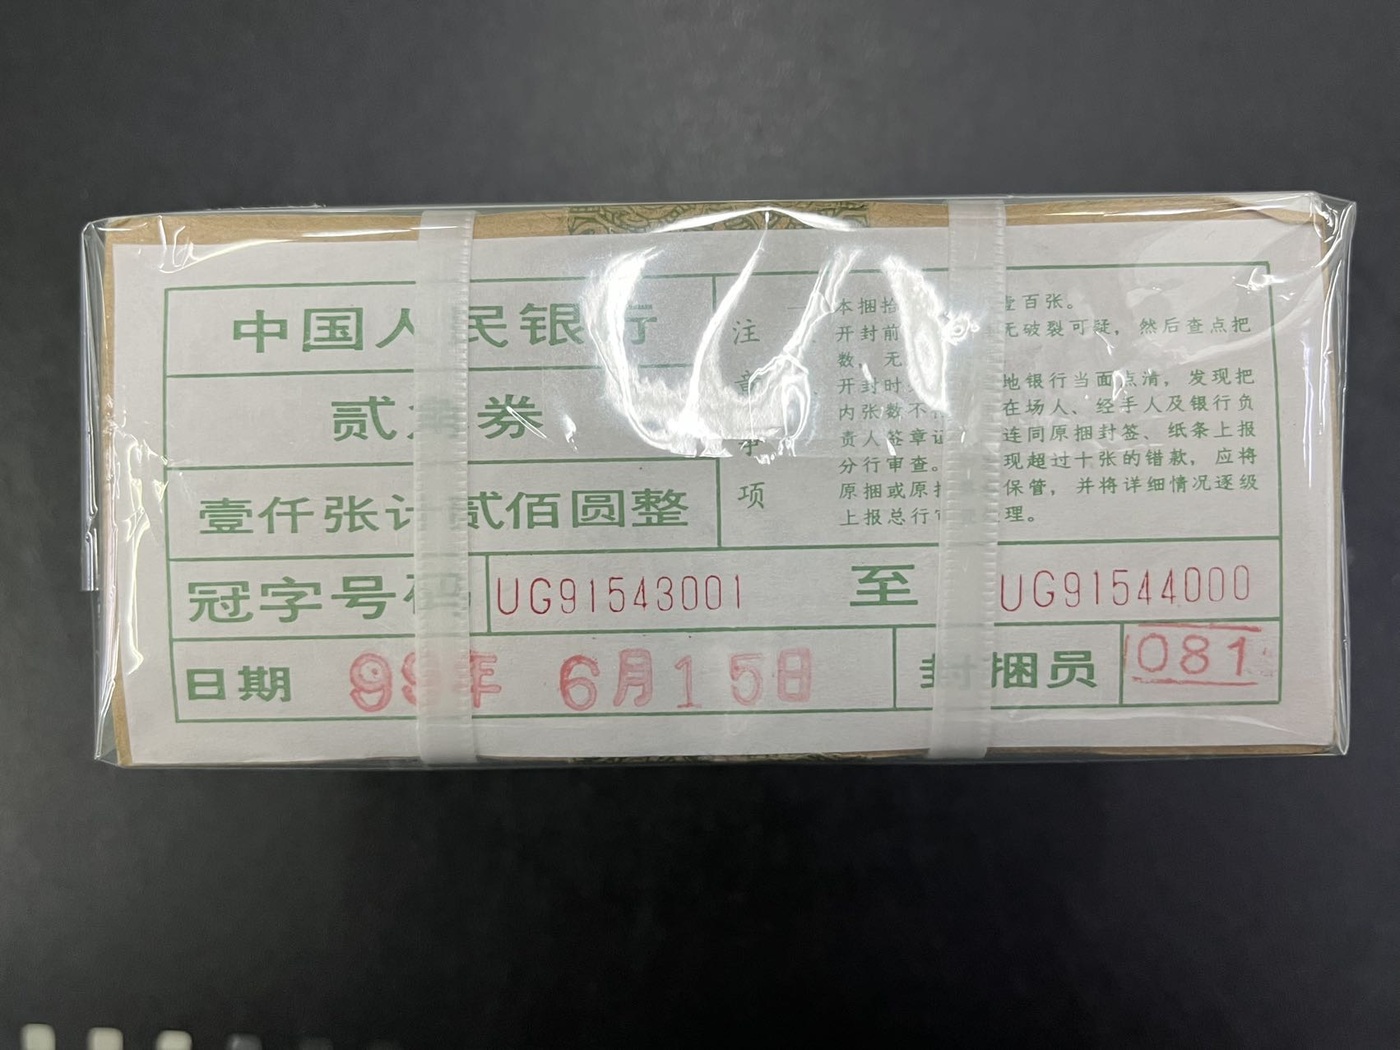 中国人民银行
贰角券
壹仟张计贰佰圆整
注意事项
一 本捆 壹百张。
开封前 无破裂可疑，然后查点把
数，无
开封时 地银行当面点清，发现把
内张数不 在场人、经手人及银行负
责人签章证 连同原捆封签、纸条上报
分行审查。 现超过十张的错款，应将
原捆或原 保管，并将详细情况逐级
上报总行 理。
冠字号码 UG91543001 至 UG91544000
日期 99年 6月15日 封捆员 081